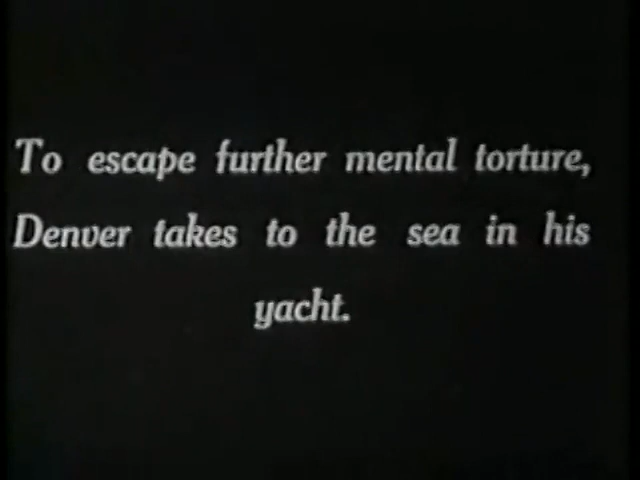 To escape further mental torture,
Denver takes to the sea in his
yacht.